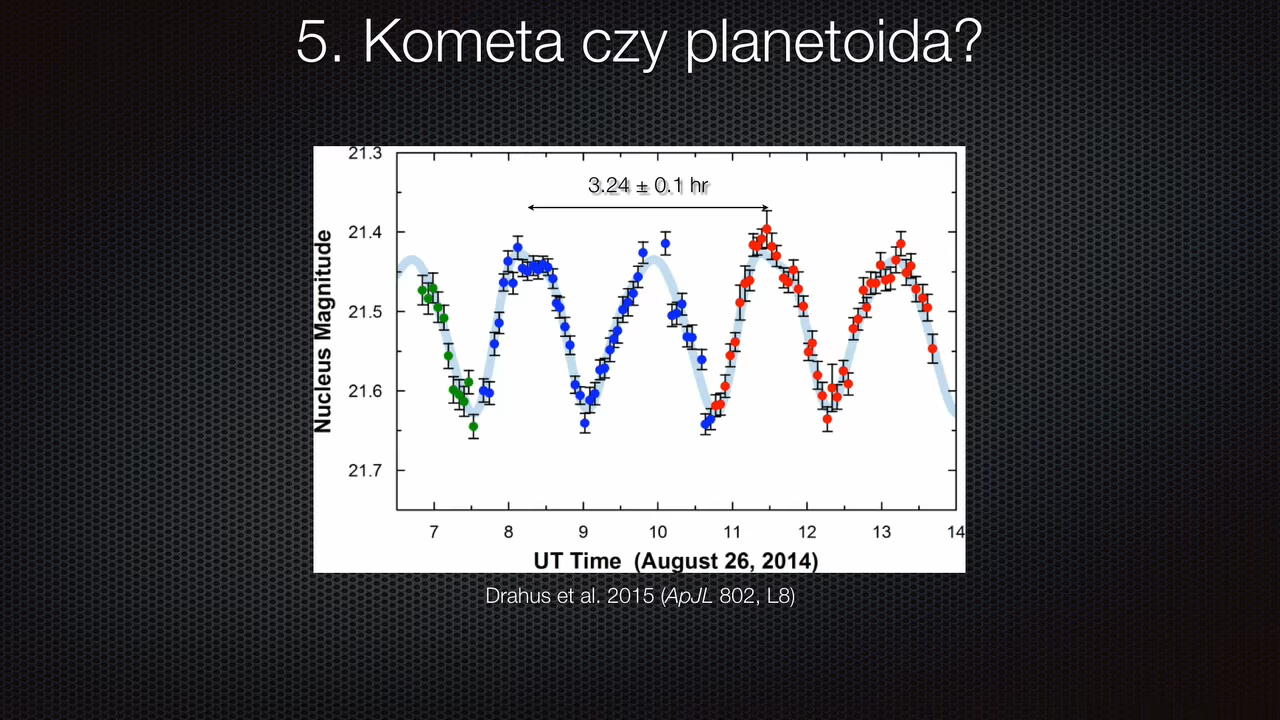 5. Kometa czy planetoida?
3.24 ± 0.1 hr
Nucleus Magnitude
21.3
21.4
21.5
21.6
21.7
7 8 9 10 11 12 13 14
UT Time (August 26, 2014)
Drahus et al. 2015 (ApJL 802, L8)